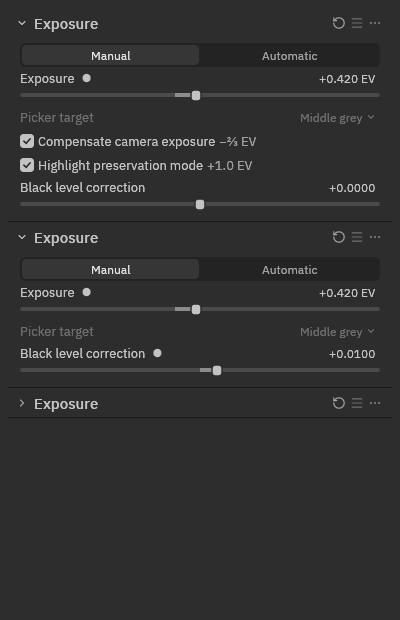 Exposure
Manual Automatic
Exposure +0.420 EV
Picker target Middle grey
Compensate camera exposure −⅔ EV
Highlight preservation mode +1.0 EV
Black level correction +0.0000
Exposure
Manual Automatic
Exposure +0.420 EV
Picker target Middle grey
Black level correction +0.0100
Exposure